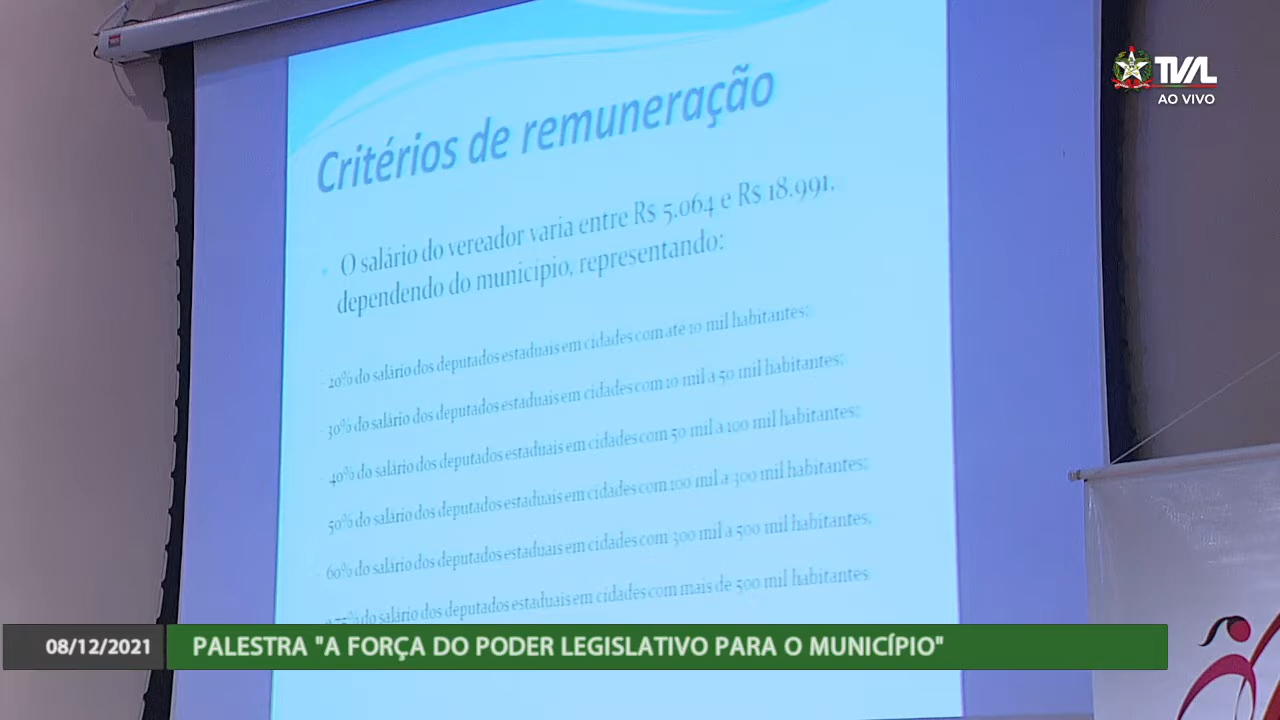 TVAL
AO VIVO
Critérios de remuneração
O salário do vereador varia entre R$ 5.064 e R$ 18.991,
dependendo do município, representando:
- 20% do salário dos deputados estaduais em cidades com até 10 mil habitantes;
- 30% do salário dos deputados estaduais em cidades com 10 mil a 50 mil habitantes;
- 40% do salário dos deputados estaduais em cidades com 50 mil a 100 mil habitantes;
50% do salário dos deputados estaduais em cidades com 100 mil a 300 mil habitantes;
- 60% do salário dos deputados estaduais em cidades com 300 mil a 500 mil habitantes,
e 75% do salário dos deputados estaduais em cidades com mais de 500 mil habitantes
08/12/2021
PALESTRA "A FORÇA DO PODER LEGISLATIVO PARA O MUNICÍPIO"